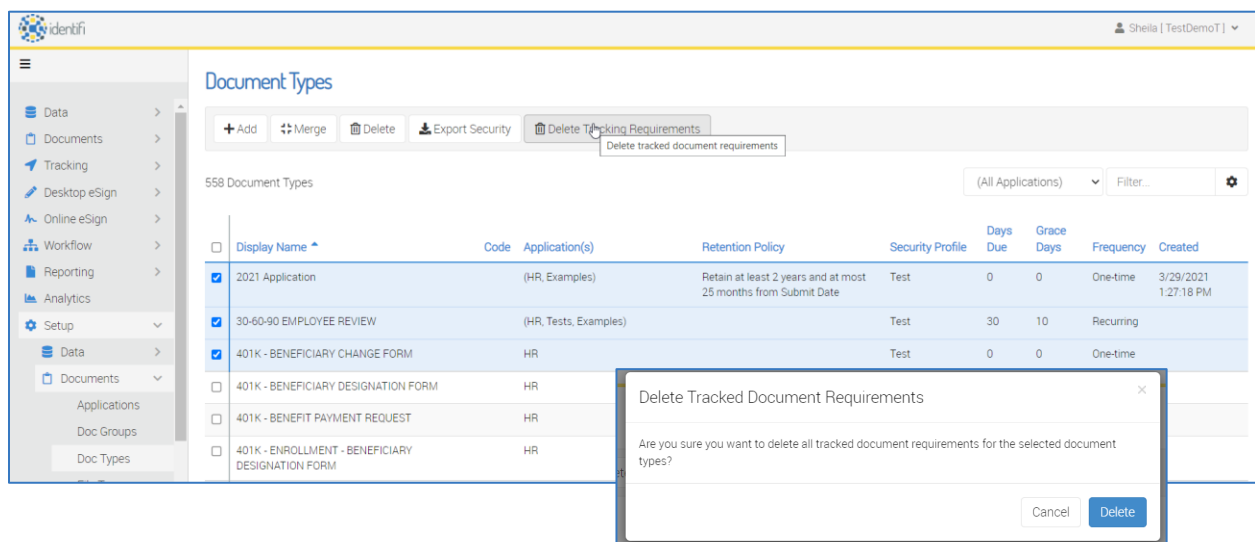 identifi
Sheila [ TestDemoT ]
Document Types
Data
Documents
Tracking
Desktop eSign
Online eSign
Workflow
Reporting
Analytics
Setup
Data
Documents
Applications
Doc Groups
Doc Types
Add Merge Delete Export Security Delete Tracking Requirements
Delete tracked document requirements
558 Document Types (All Applications) Filter...
Display Name Code Application(s) Retention Policy Security Profile Days Due Grace Days Frequency Created
2021 Application (HR, Examples) Retain at least 2 years and at most Test 0 0 One-time 3/29/2021
25 months from Submit Date 1:27:18 PM
30-60-90 EMPLOYEE REVIEW (HR, Tests, Examples) Test 30 10 Recurring
401K - BENEFICIARY CHANGE FORM HR Test 0 0 One-time
401K - BENEFICIARY DESIGNATION FORM HR
401K - BENEFIT PAYMENT REQUEST HR
401K - ENROLLMENT - BENEFICIARY HR
DESIGNATION FORM
Delete Tracked Document Requirements
Are you sure you want to delete all tracked document requirements for the selected document
types?
Cancel Delete